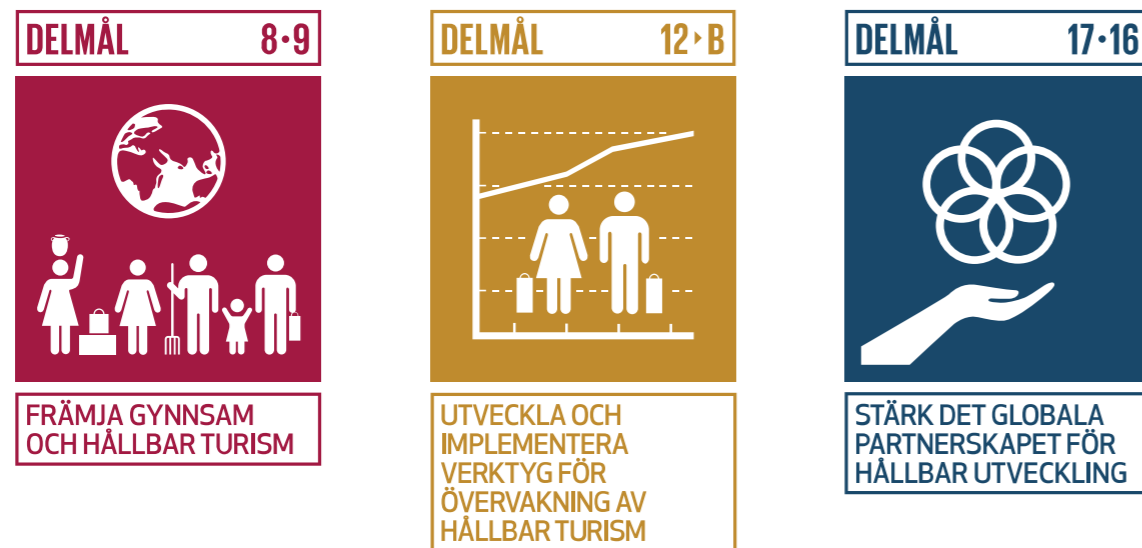 DELMÅL 8•9
FRÄMJA GYNNSAM
OCH HÅLLBAR TURISM
DELMÅL 12‣B
UTVECKLA OCH
IMPLEMENTERA
VERKTYG FÖR
ÖVERVAKNING AV
HÅLLBAR TURISM
DELMÅL 17•16
STÄRK DET GLOBALA
PARTNERSKAPET FÖR
HÅLLBAR UTVECKLING